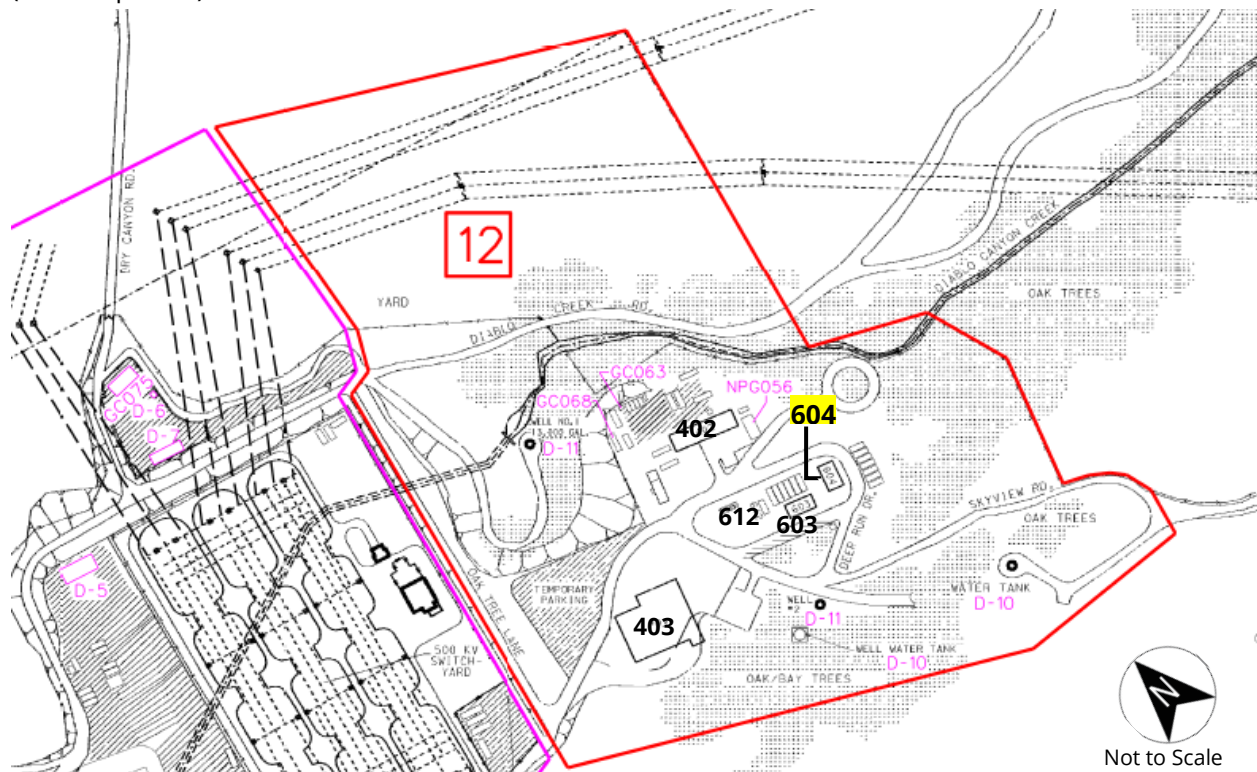 DRY CANYON RD.
12
YARD
DIABLO CREEK RD
DIABLO CANYON CREEK
OAK TREES
GC075
D-6
D-7
GC063
GC068
NPG056
604
402
WELL NO.1
D-11
604
612
603
DEER RUN DR.
SKYVIEW RD.
OAK TREES
D-5
TEMPORARY
PARKING
OAK TREE LANE
403
WELL
#2
D-11
WATER TANK
D-10
WELL WATER TANK
D-10
OAK/BAY TREES
500 KV
SWITCH-
YARD
N
Not to Scale